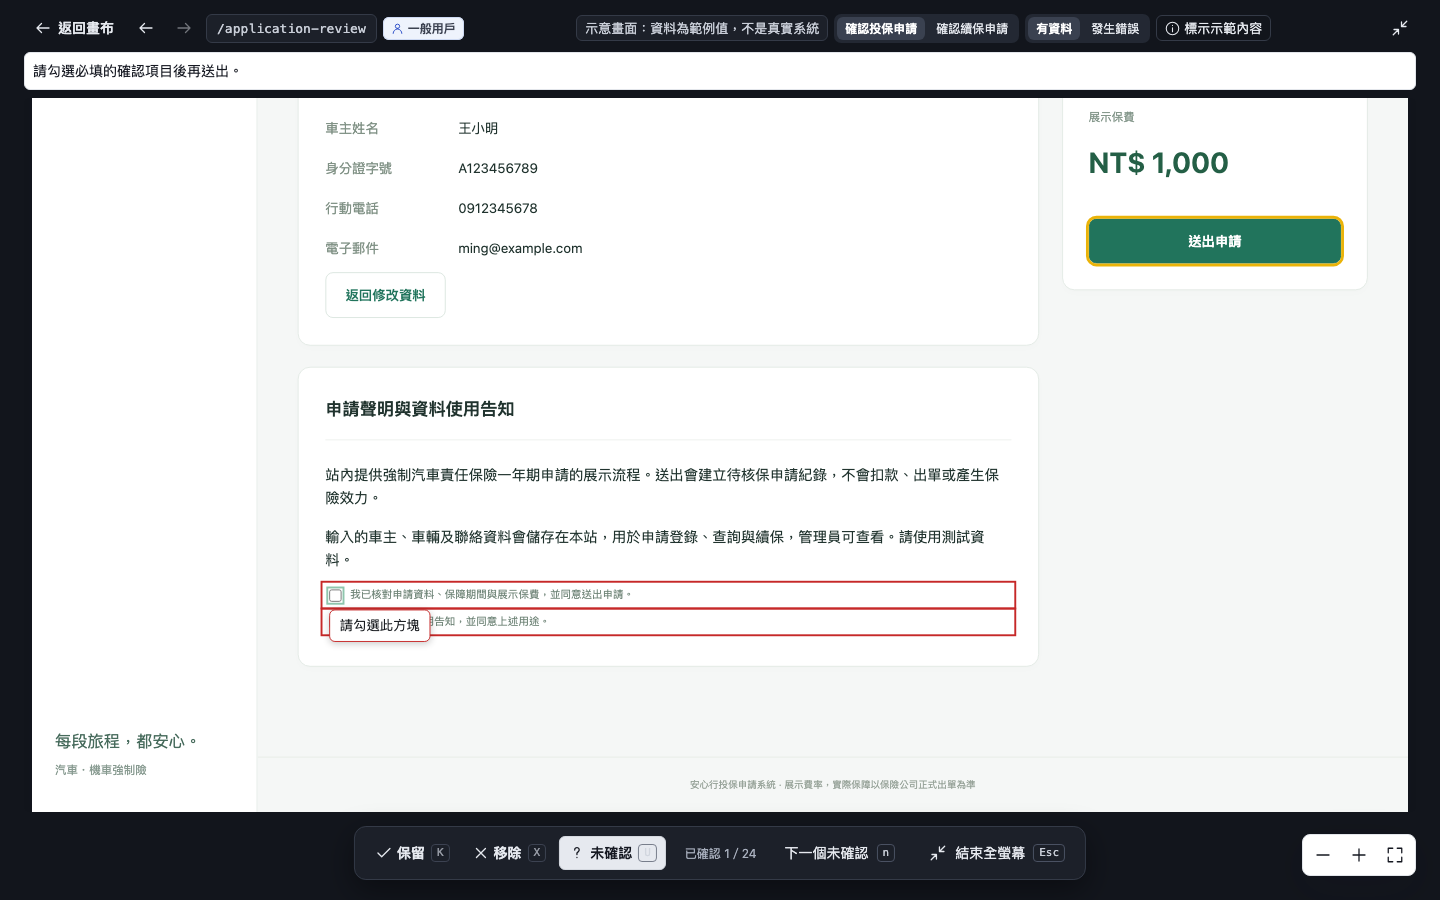 返回畫布
/application-review
一般用戶
示意畫面：資料為範例值，不是真實系統
確認投保申請
確認續保申請
有資料
發生錯誤
標示示範內容
請勾選必填的確認項目後再送出。
車主姓名 王小明
身分證字號 A123456789
行動電話 0912345678
電子郵件 ming@example.com
返回修改資料
展示保費
NT$ 1,000
送出申請
申請聲明與資料使用告知
站內提供強制汽車責任保險一年期申請的展示流程。送出會建立待核保申請紀錄，不會扣款、出單或產生保
險效力。
輸入的車主、車輛及聯絡資料會儲存在本站，用於申請登錄、查詢與續保，管理員可查看。請使用測試資
料。
我已核對申請資料、保障期間與展示保費，並同意送出申請。
告知，並同意上述用途。
請勾選此方塊
每段旅程，都安心。
汽車・機車強制險
安心行投保申請系統 · 展示費率，實際保障以保險公司正式出單為準
保留 K
移除 X
? 未確認 U
已確認 1 / 24
下一個未確認 n
結束全螢幕 Esc